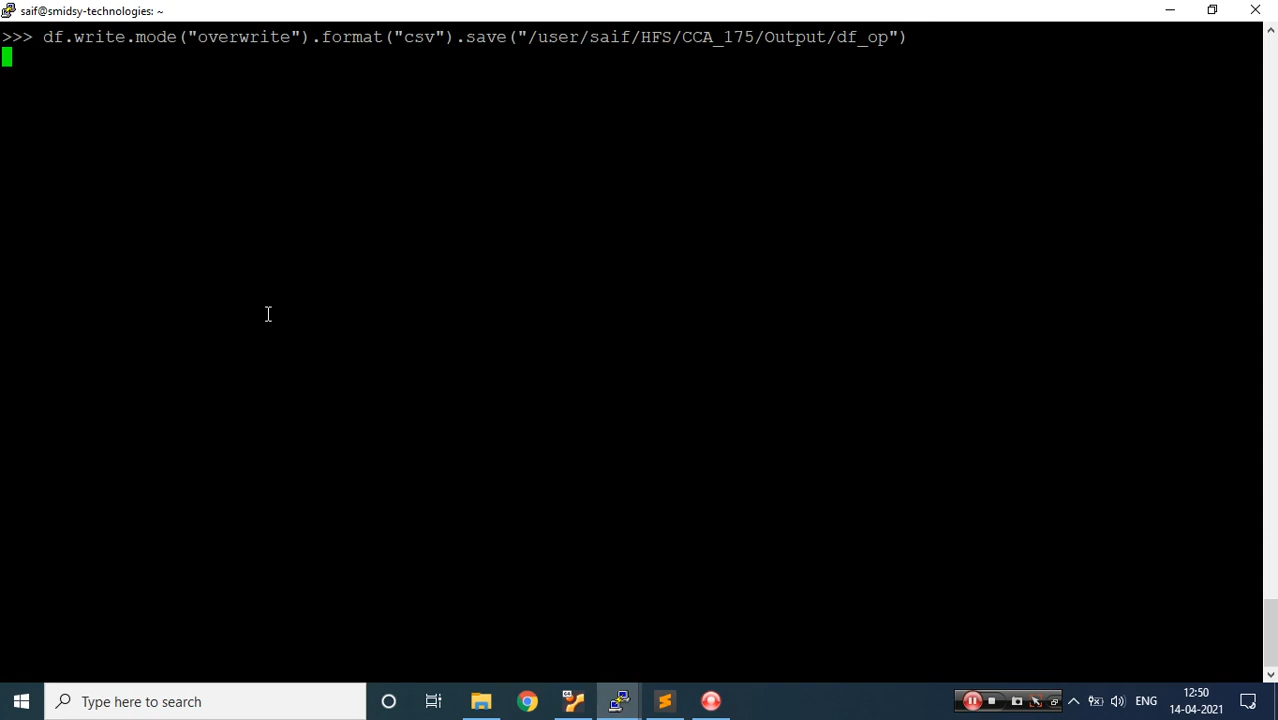 saif@smidsy-technologies: ~
>>> df.write.mode("overwrite").format("csv").save("/user/saif/HFS/CCA_175/Output/df_op")
Type here to search
ENG
12:50
14-04-2021